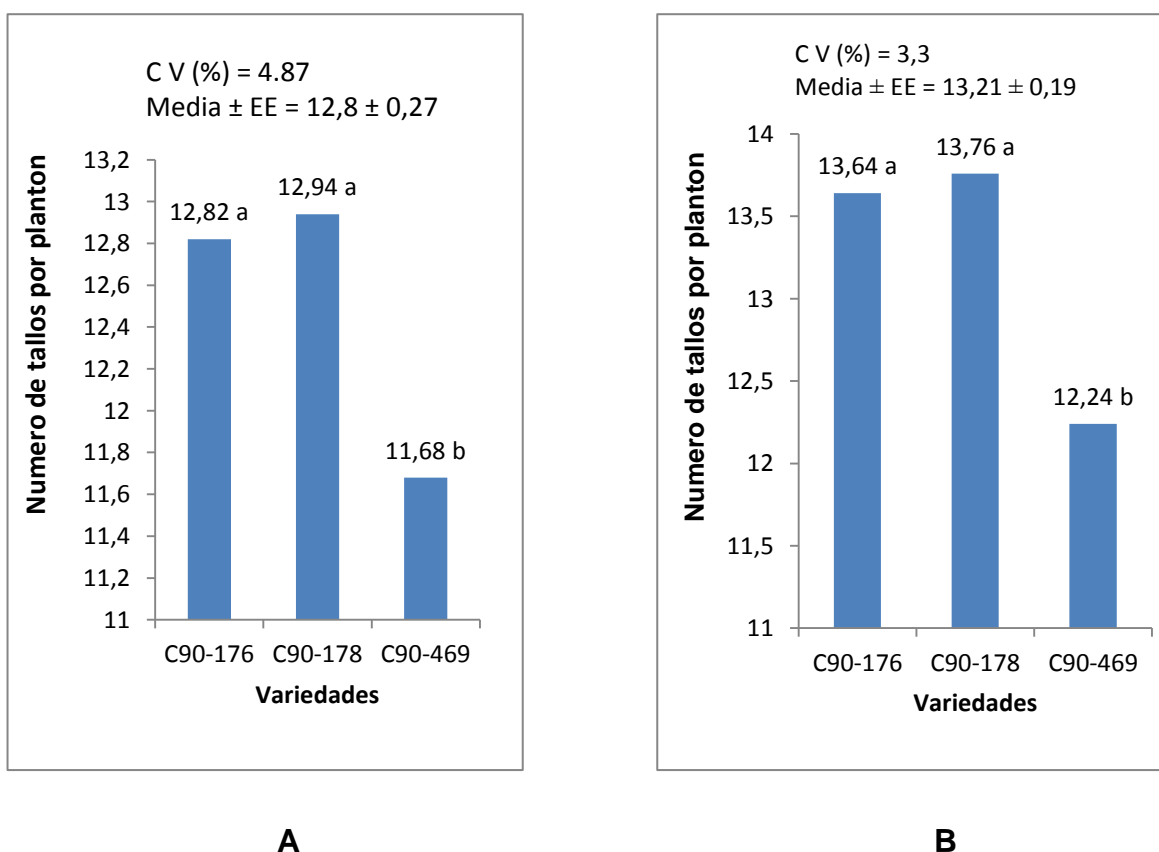 C V (%) = 4.87
Media ± EE = 12,8 ± 0,27
Numero de tallos por planton
13,2
13
12,8
12,6
12,4
12,2
12
11,8
11,6
11,4
11,2
11
12,82 a
12,94 a
11,68 b
C90-176 C90-178 C90-469
Variedades
A
C V (%) = 3,3
Media ± EE = 13,21 ± 0,19
Numero de tallos por planton
14
13,5
13
12,5
12
11,5
11
13,64 a
13,76 a
12,24 b
C90-176 C90-178 C90-469
Variedades
B